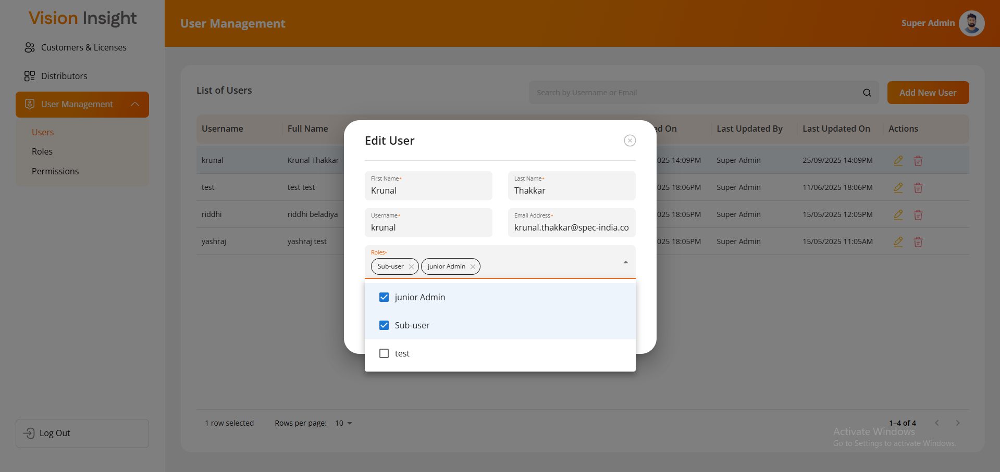 Vision Insight
Customers & Licenses
Distributors
User Management
Users
Roles
Permissions
Log Out
User Management
Super Admin
List of Users
Search by Username or Email
Add New User
Username Full Name ed On Last Updated By Last Updated On Actions
krunal Krunal Thakkar 025 14:09PM Super Admin 25/09/2025 14:09PM
test test test 025 18:06PM Super Admin 11/06/2025 18:06PM
riddhi riddhi beladiya 025 18:05PM Super Admin 15/05/2025 12:05PM
yashraj yashraj test 025 18:05PM Super Admin 15/05/2025 11:05AM
Edit User
First Name* Last Name*
Krunal Thakkar
Username* Email Address*
krunal krunal.thakkar@spec-india.co
Roles*
Sub-user junior Admin
junior Admin
Sub-user
test
1 row selected Rows per page: 10 1–4 of 4
Activate Windows
Go to Settings to activate Windows.